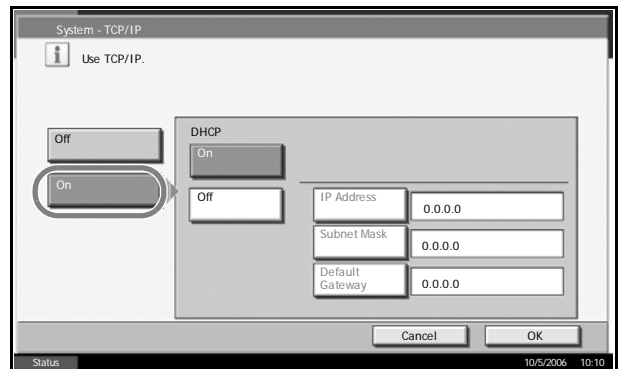 System - TCP/IP
i Use TCP/IP.
Off
On
DHCP
On
Off
IP Address 0.0.0.0
Subnet Mask 0.0.0.0
Default
Gateway 0.0.0.0
Cancel OK
Status 10/5/2006 10:10